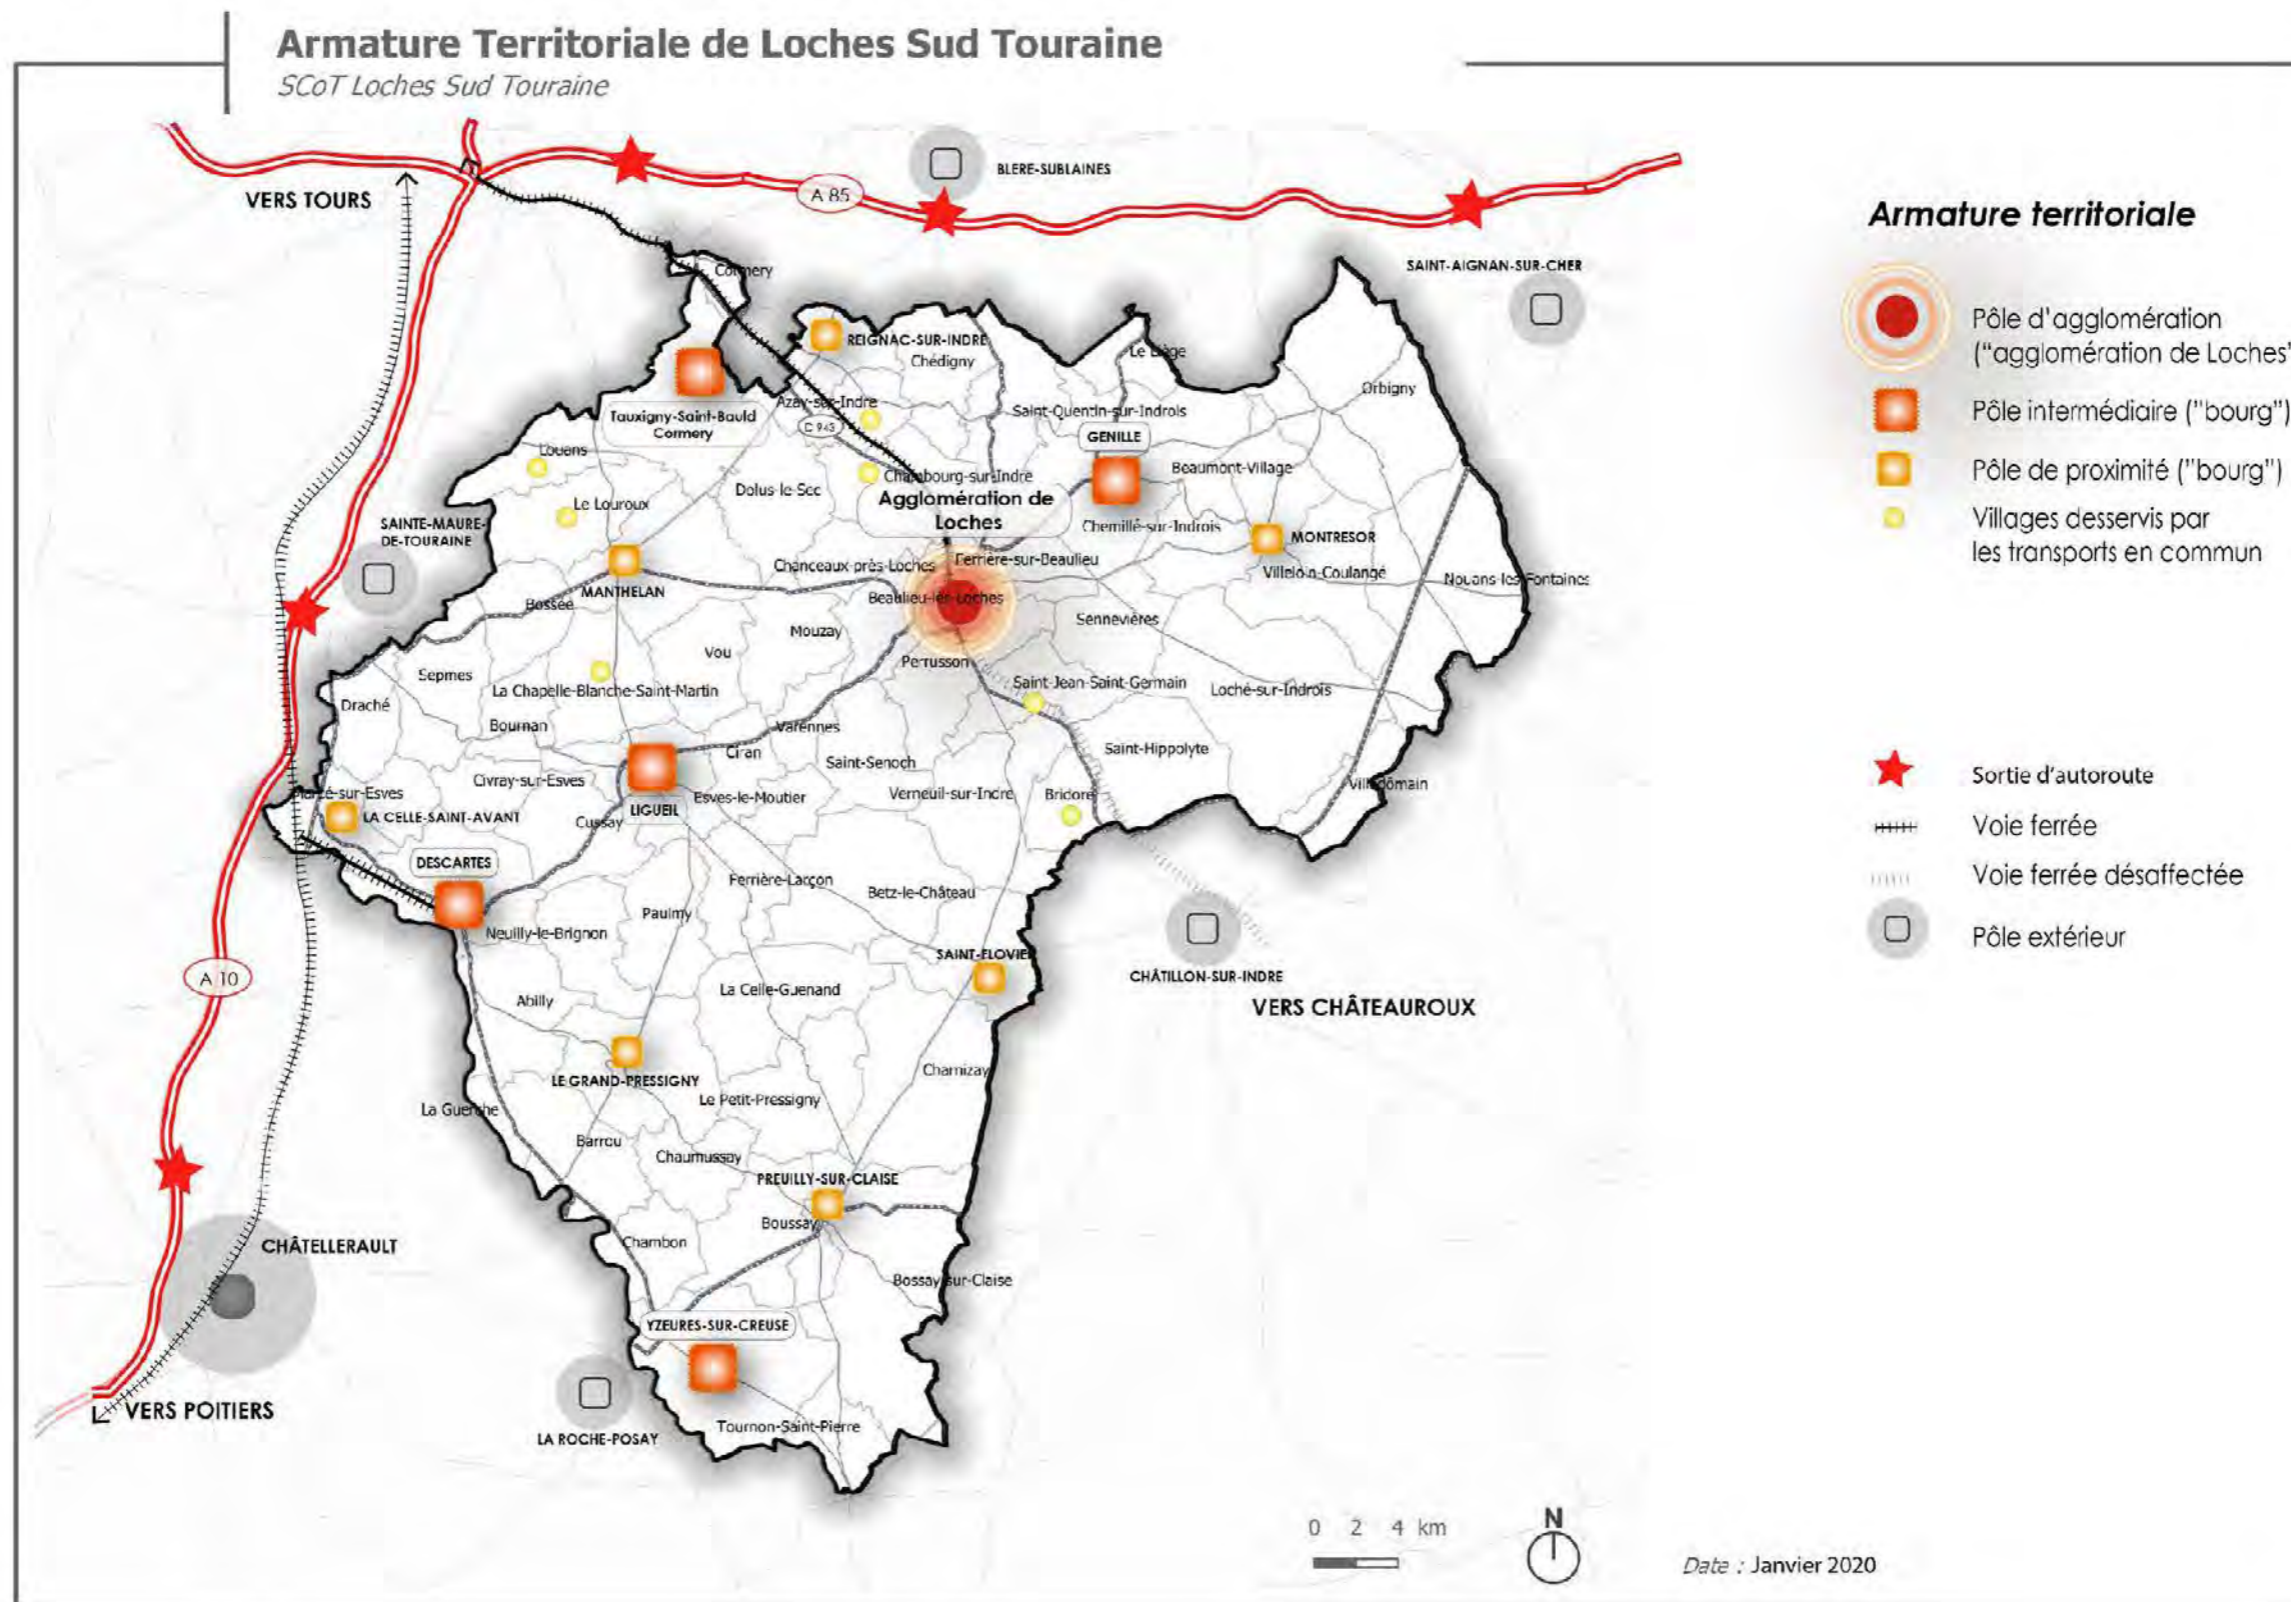 Armature Territoriale de Loches Sud Touraine
SCoT Loches Sud Touraine
VERS TOURS
A 85
BLERE-SUBLAINES
SAINT-AIGNAN-SUR-CHER
Cormery
REIGNAC-SUR-INDRE
Chédigny
Le Liège
Orbigny
Tauxigny-Saint-Bauld
Cormery
Azay-sur-Indre
Saint-Quentin-sur-Indrois
GENILLE
Louans
Dolus-le-Sec
Chambourg-sur-Indre
Beaumont-Village
Le Louroux
Agglomération de
Loches
Chemillé-sur-Indrois
MONTRESOR
SAINTE-MAURE-
DE-TOURAINE
Chanceaux-près-Loches
Ferrière-sur-Beaulieu
Villeloin-Coulangé
Nouans-les-Fontaines
MANTHELAN
Bossée
Beaulieu-lès-Loches
Mouzay
Sennevières
Vou
Perrusson
Sepmes
La Chapelle-Blanche-Saint-Martin
Saint-Jean-Saint-Germain
Loché-sur-Indrois
Draché
Bournan
Varennes
Ciran
Saint-Senoch
Saint-Hippolyte
Civray-sur-Esves
Marcé-sur-Esves
Esves-le-Moutier
Verneuil-sur-Indre
Bridoré
Villedômain
LIGUEIL
LA CELLE-SAINT-AVANT
Cussay
DESCARTES
Ferrière-Larçon
Betz-le-Château
Paulmy
Neuilly-le-Brignon
SAINT-FLOVIER
CHÂTILLON-SUR-INDRE
VERS CHÂTEAUROUX
A 10
Abilly
La Celle-Guenand
LE GRAND-PRESSIGNY
Charnizay
Le Petit-Pressigny
La Guerche
Barrou
Chaumussay
PREUILLY-SUR-CLAISE
Boussay
Chambon
CHÂTELLERAULT
Bossay-sur-Claise
YZEURES-SUR-CREUSE
VERS POITIERS
LA ROCHE-POSAY
Tournon-Saint-Pierre
Armature territoriale
Pôle d'agglomération
("agglomération de Loches"
Pôle intermédiaire ("bourg")
Pôle de proximité ("bourg")
Villages desservis par
les transports en commun
Sortie d'autoroute
Voie ferrée
Voie ferrée désaffectée
Pôle extérieur
0 2 4 km
N
Date : Janvier 2020